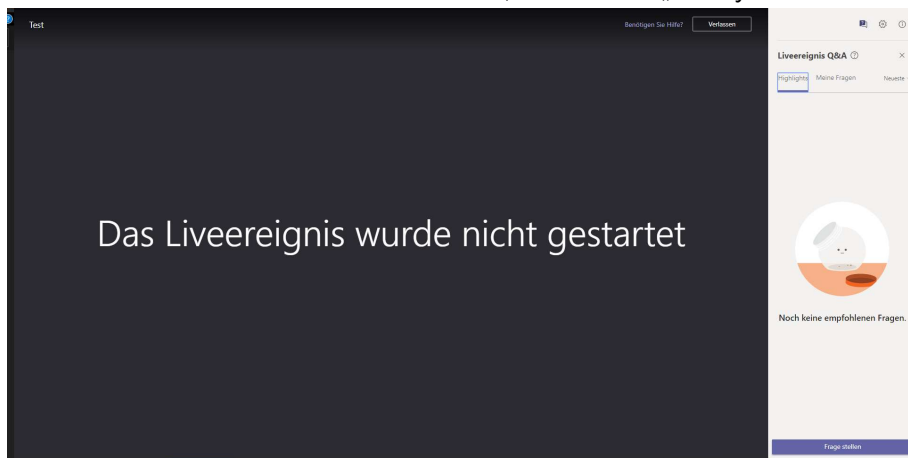 Test
Benötigen Sie Hilfe?
Verlassen
Liveereignis Q&A
Highlights
Meine Fragen
Neueste
Das Liveereignis wurde nicht gestartet
Noch keine empfohlenen Fragen.
Frage stellen